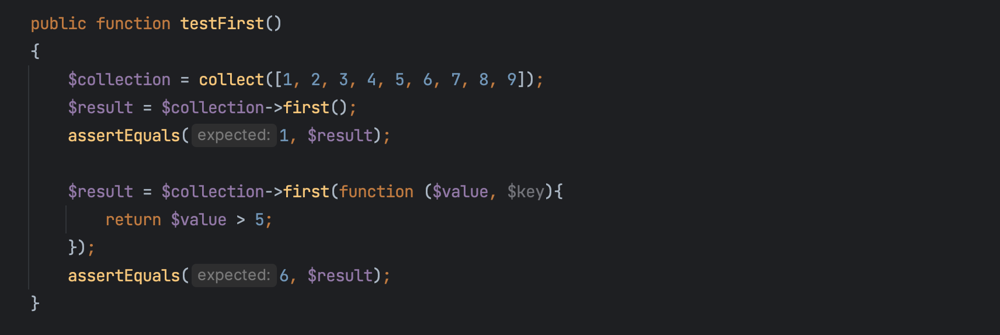 public function testFirst()
{
    $collection = collect([1, 2, 3, 4, 5, 6, 7, 8, 9]);
    $result = $collection->first();
    assertEquals(expected: 1, $result);

    $result = $collection->first(function ($value, $key){
        return $value > 5;
    });
    assertEquals(expected: 6, $result);
}